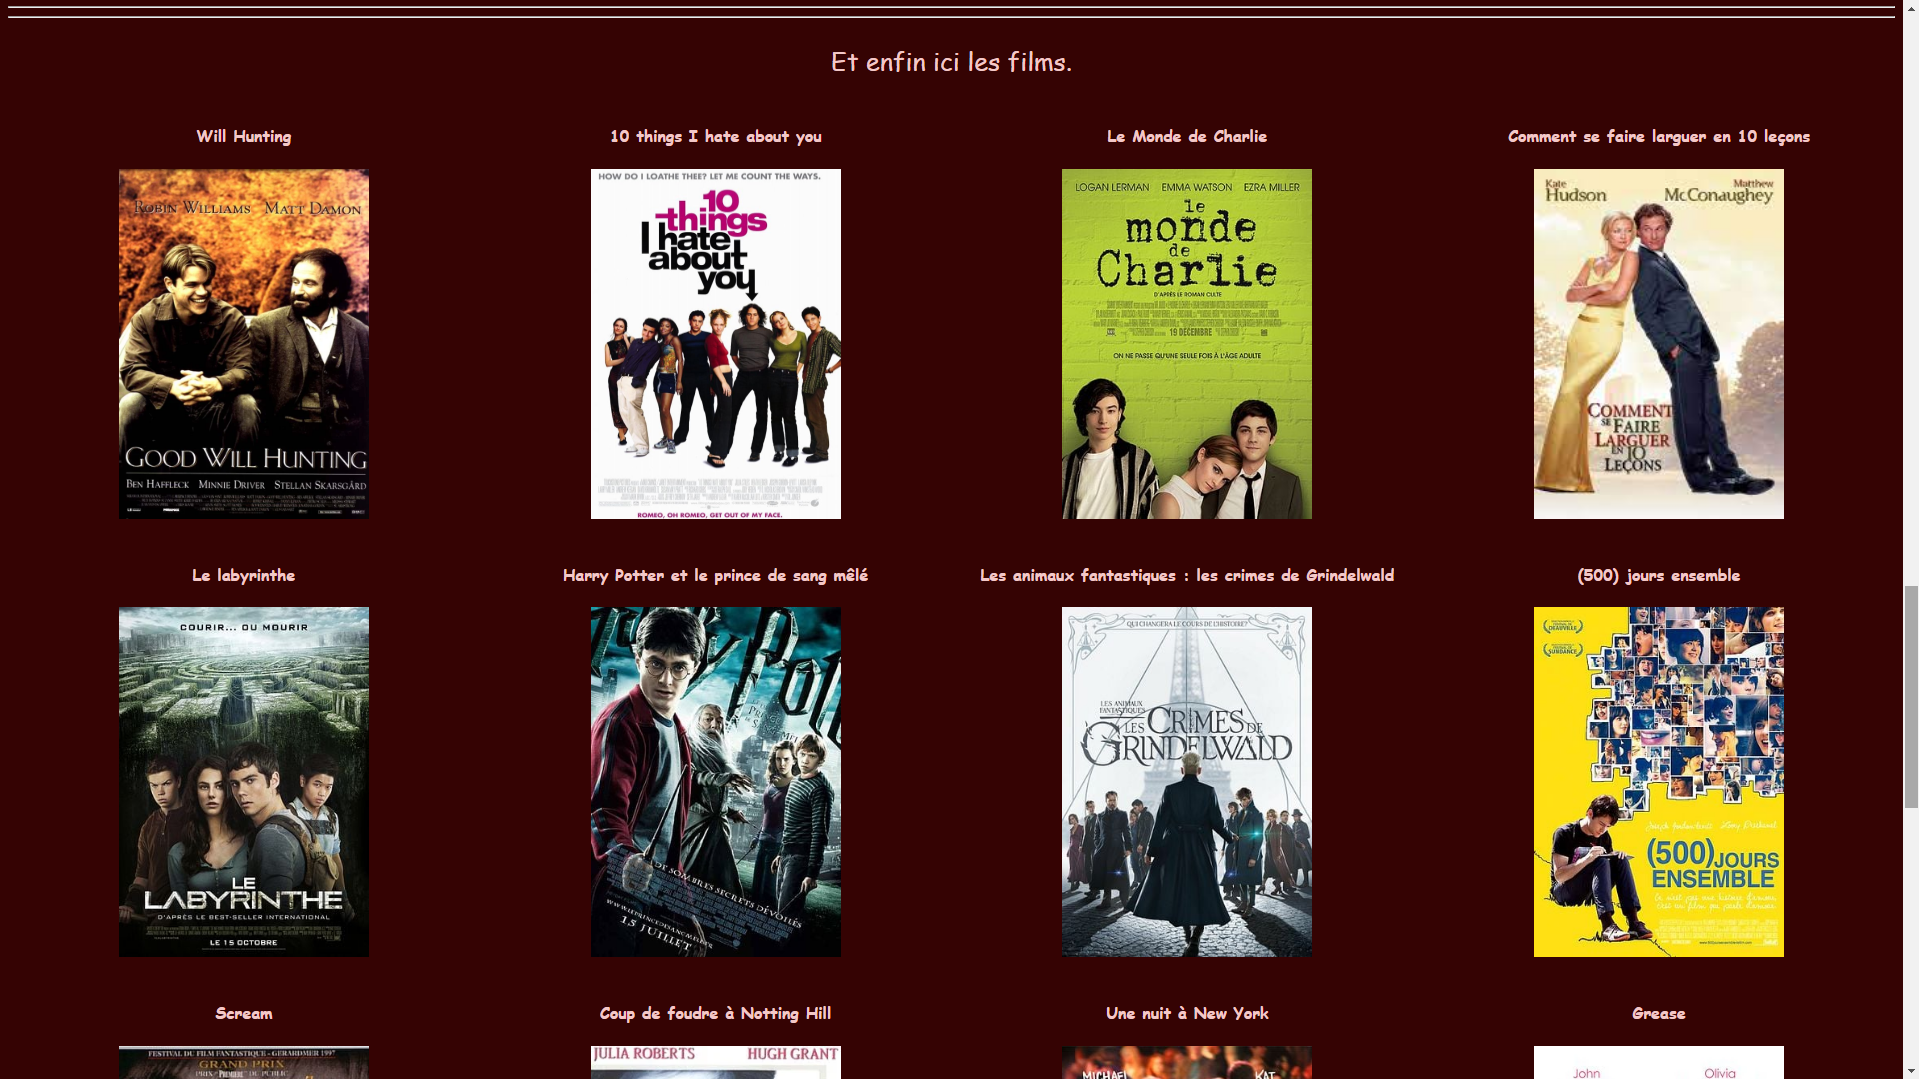 Et enfin ici les films.
Will Hunting
10 things I hate about you
Le Monde de Charlie
Comment se faire larguer en 10 leçons
ROBIN WILLIAMS MATT DAMON
GOOD WILL HUNTING
BEN HAFFLECK MINNIE DRIVER STELLAN SKARSGÅRD
HOW DO I LOATHE THEE? LET ME COUNT THE WAYS.
10
things
I hate
about
you
ROMEO, OH ROMEO, GET OUT OF MY FACE.
LOGAN LERMAN EMMA WATSON EZRA MILLER
le
monde
de
Charlie
D'APRÈS LE ROMAN CULTE
19 DÉCEMBRE
ON NE PASSE QU'UNE SEULE FOIS À L'ÂGE ADULTE
Kate
Hudson
Matthew
McConaughey
COMMENT
SE FAIRE
LARGUER
EN 10
LEÇONS
Le labyrinthe
Harry Potter et le prince de sang mêlé
Les animaux fantastiques : les crimes de Grindelwald
(500) jours ensemble
COURIR... OU MOURIR
LE
LABYRINTHE
D'APRÈS LE BEST-SELLER INTERNATIONAL
LE 15 OCTOBRE
DE SOMBRES SECRETS DÉVOILÉS
15 JUILLET
QUI CHANGERA LE COURS DE L'HISTOIRE?
LES ANIMAUX
FANTASTIQUES
LES CRIMES DE
GRINDELWALD
DEAUVILLE
SUNDANCE
(500) JOURS
ENSEMBLE
Scream
Coup de foudre à Notting Hill
Une nuit à New York
Grease
FESTIVAL DU FILM FANTASTIQUE - GERARDMER 1997
GRAND PRIX
PRIX PREMIERE DU PUBLIC
JULIA ROBERTS HUGH GRANT
MICHAEL KAT
John Olivia